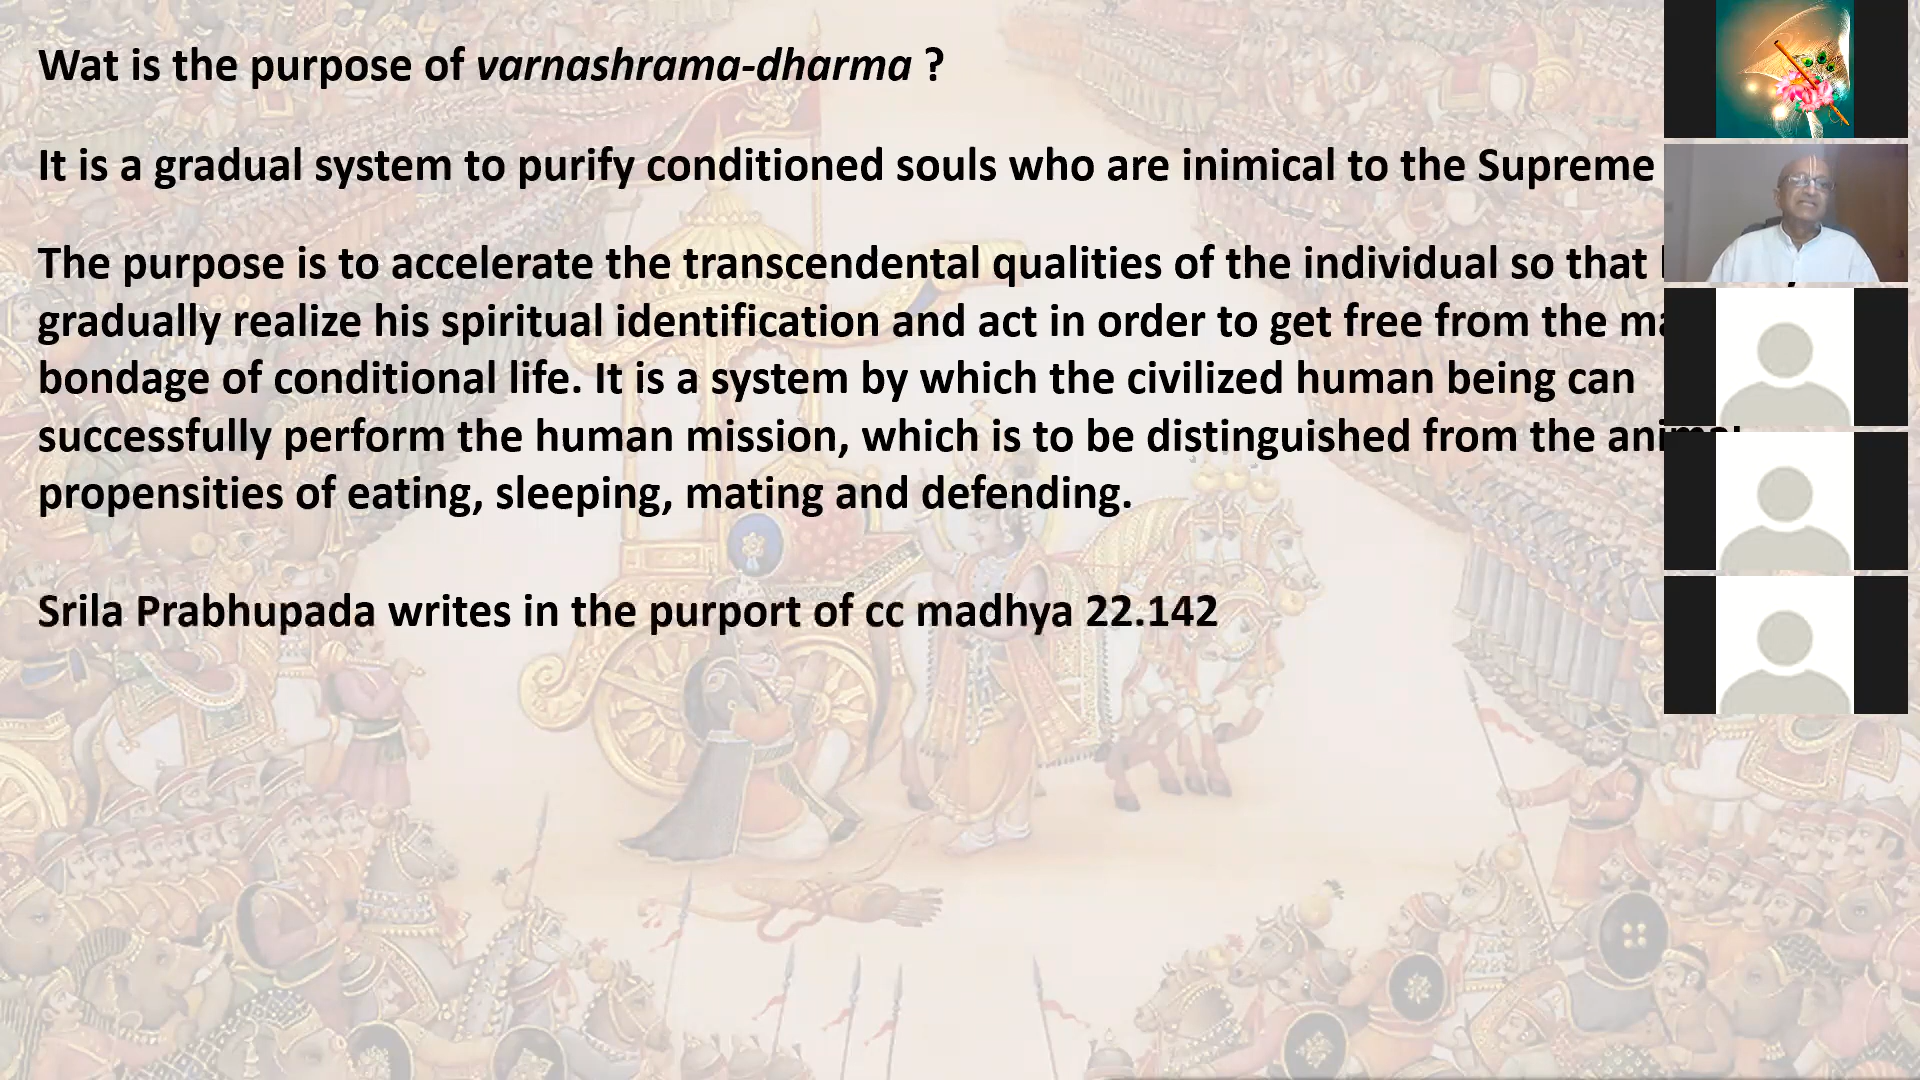 Wat is the purpose of varnashrama-dharma ?
It is a gradual system to purify conditioned souls who are inimical to the Supreme
The purpose is to accelerate the transcendental qualities of the individual so that
gradually realize his spiritual identification and act in order to get free from the
bondage of conditional life. It is a system by which the civilized human being can
successfully perform the human mission, which is to be distinguished from the
propensities of eating, sleeping, mating and defending.
Srila Prabhupada writes in the purport of cc madhya 22.142